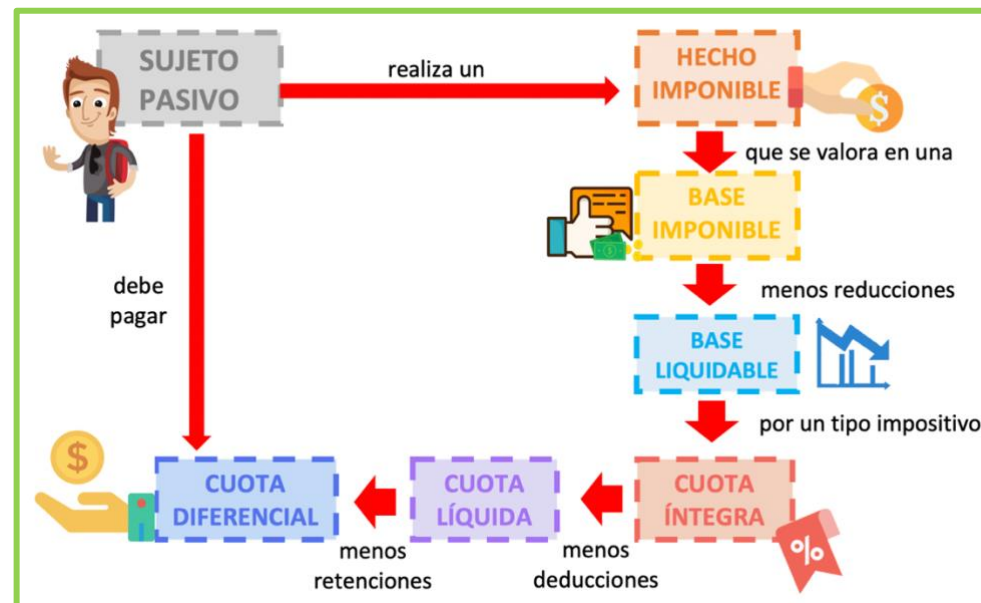 SUJETO
PASIVO
realiza un
HECHO
IMPONIBLE
$
que se valora en una
BASE
IMPONIBLE
menos reducciones
BASE
LIQUIDABLE
por un tipo impositivo
CUOTA
ÍNTEGRA
%
menos
deducciones
CUOTA
LÍQUIDA
menos
retenciones
CUOTA
DIFERENCIAL
$
debe
pagar